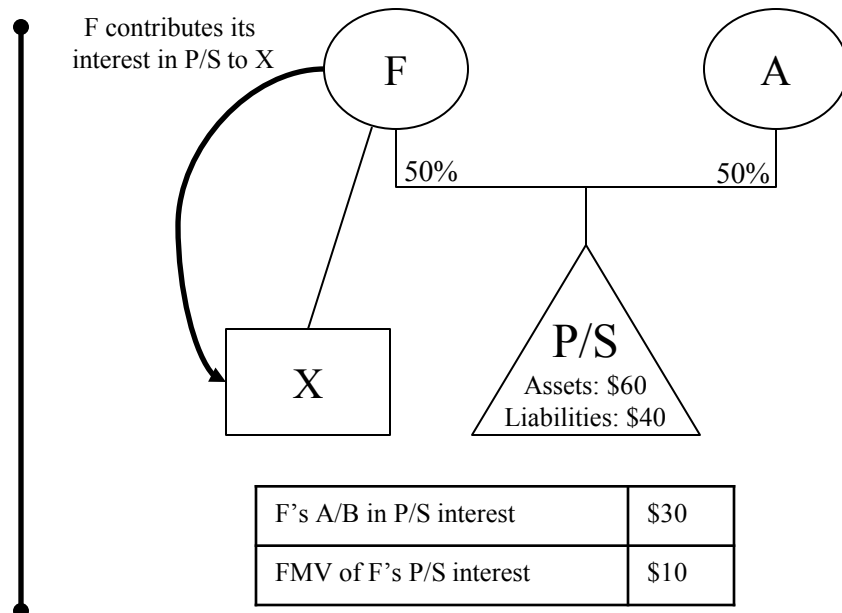 F contributes its
interest in P/S to X
F
A
50%
50%
X
P/S
Assets: $60
Liabilities: $40
F's A/B in P/S interest $30
FMV of F's P/S interest $10